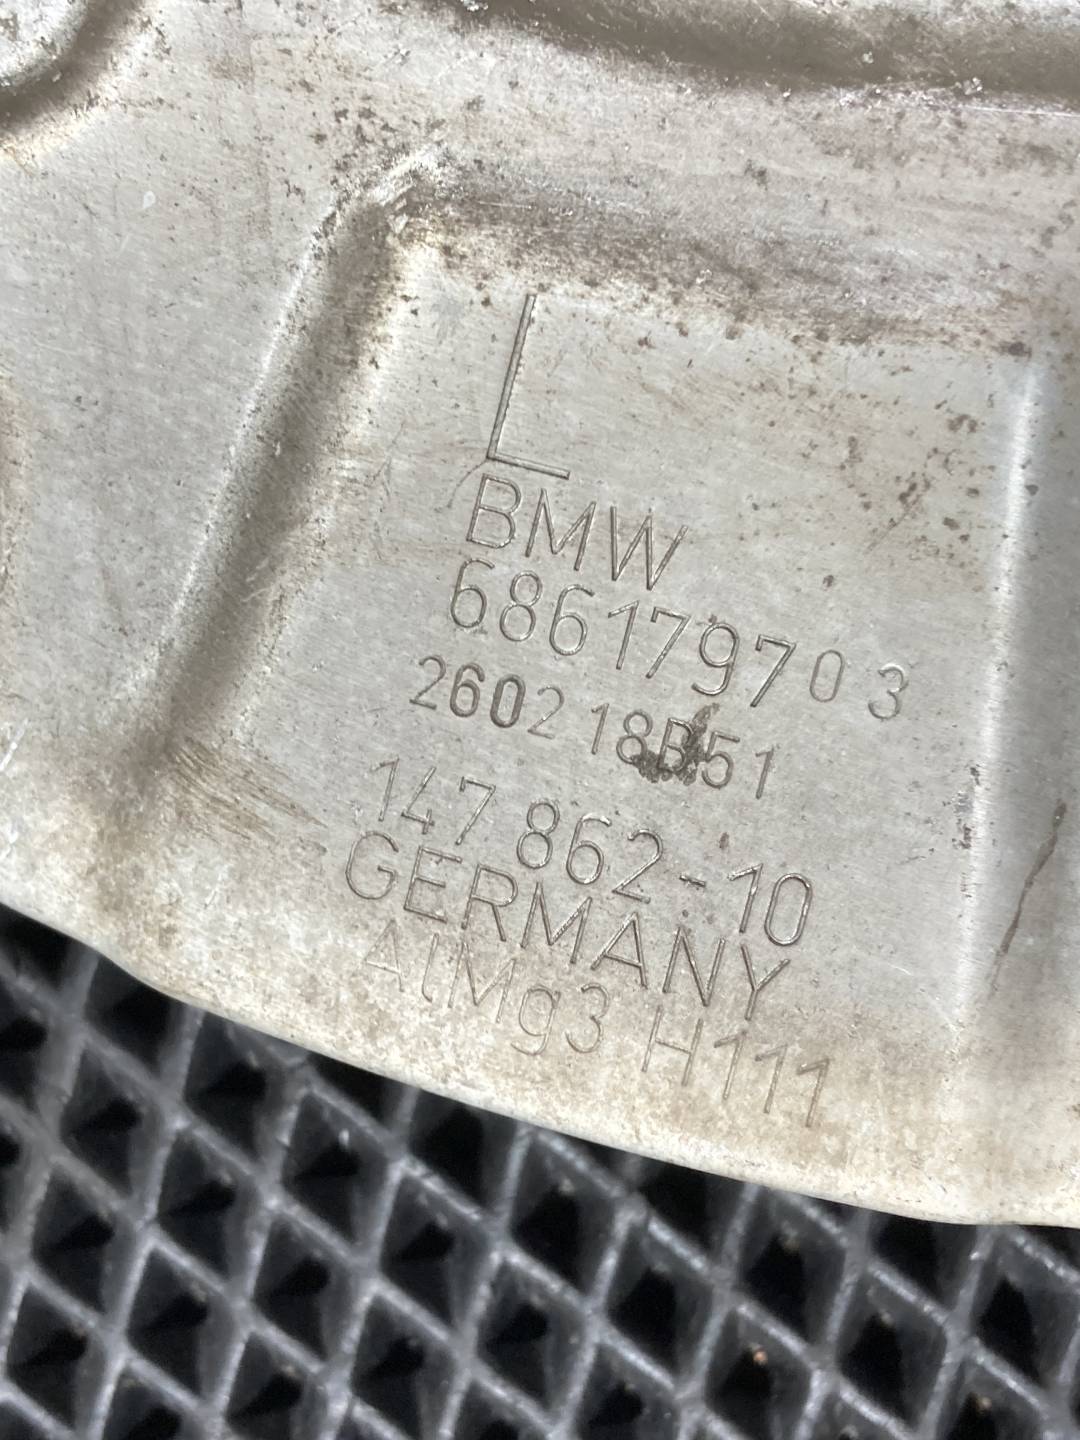 L
BMW
6861797 03
260218B51
147 862-10
GERMANY
AlMg3 H111